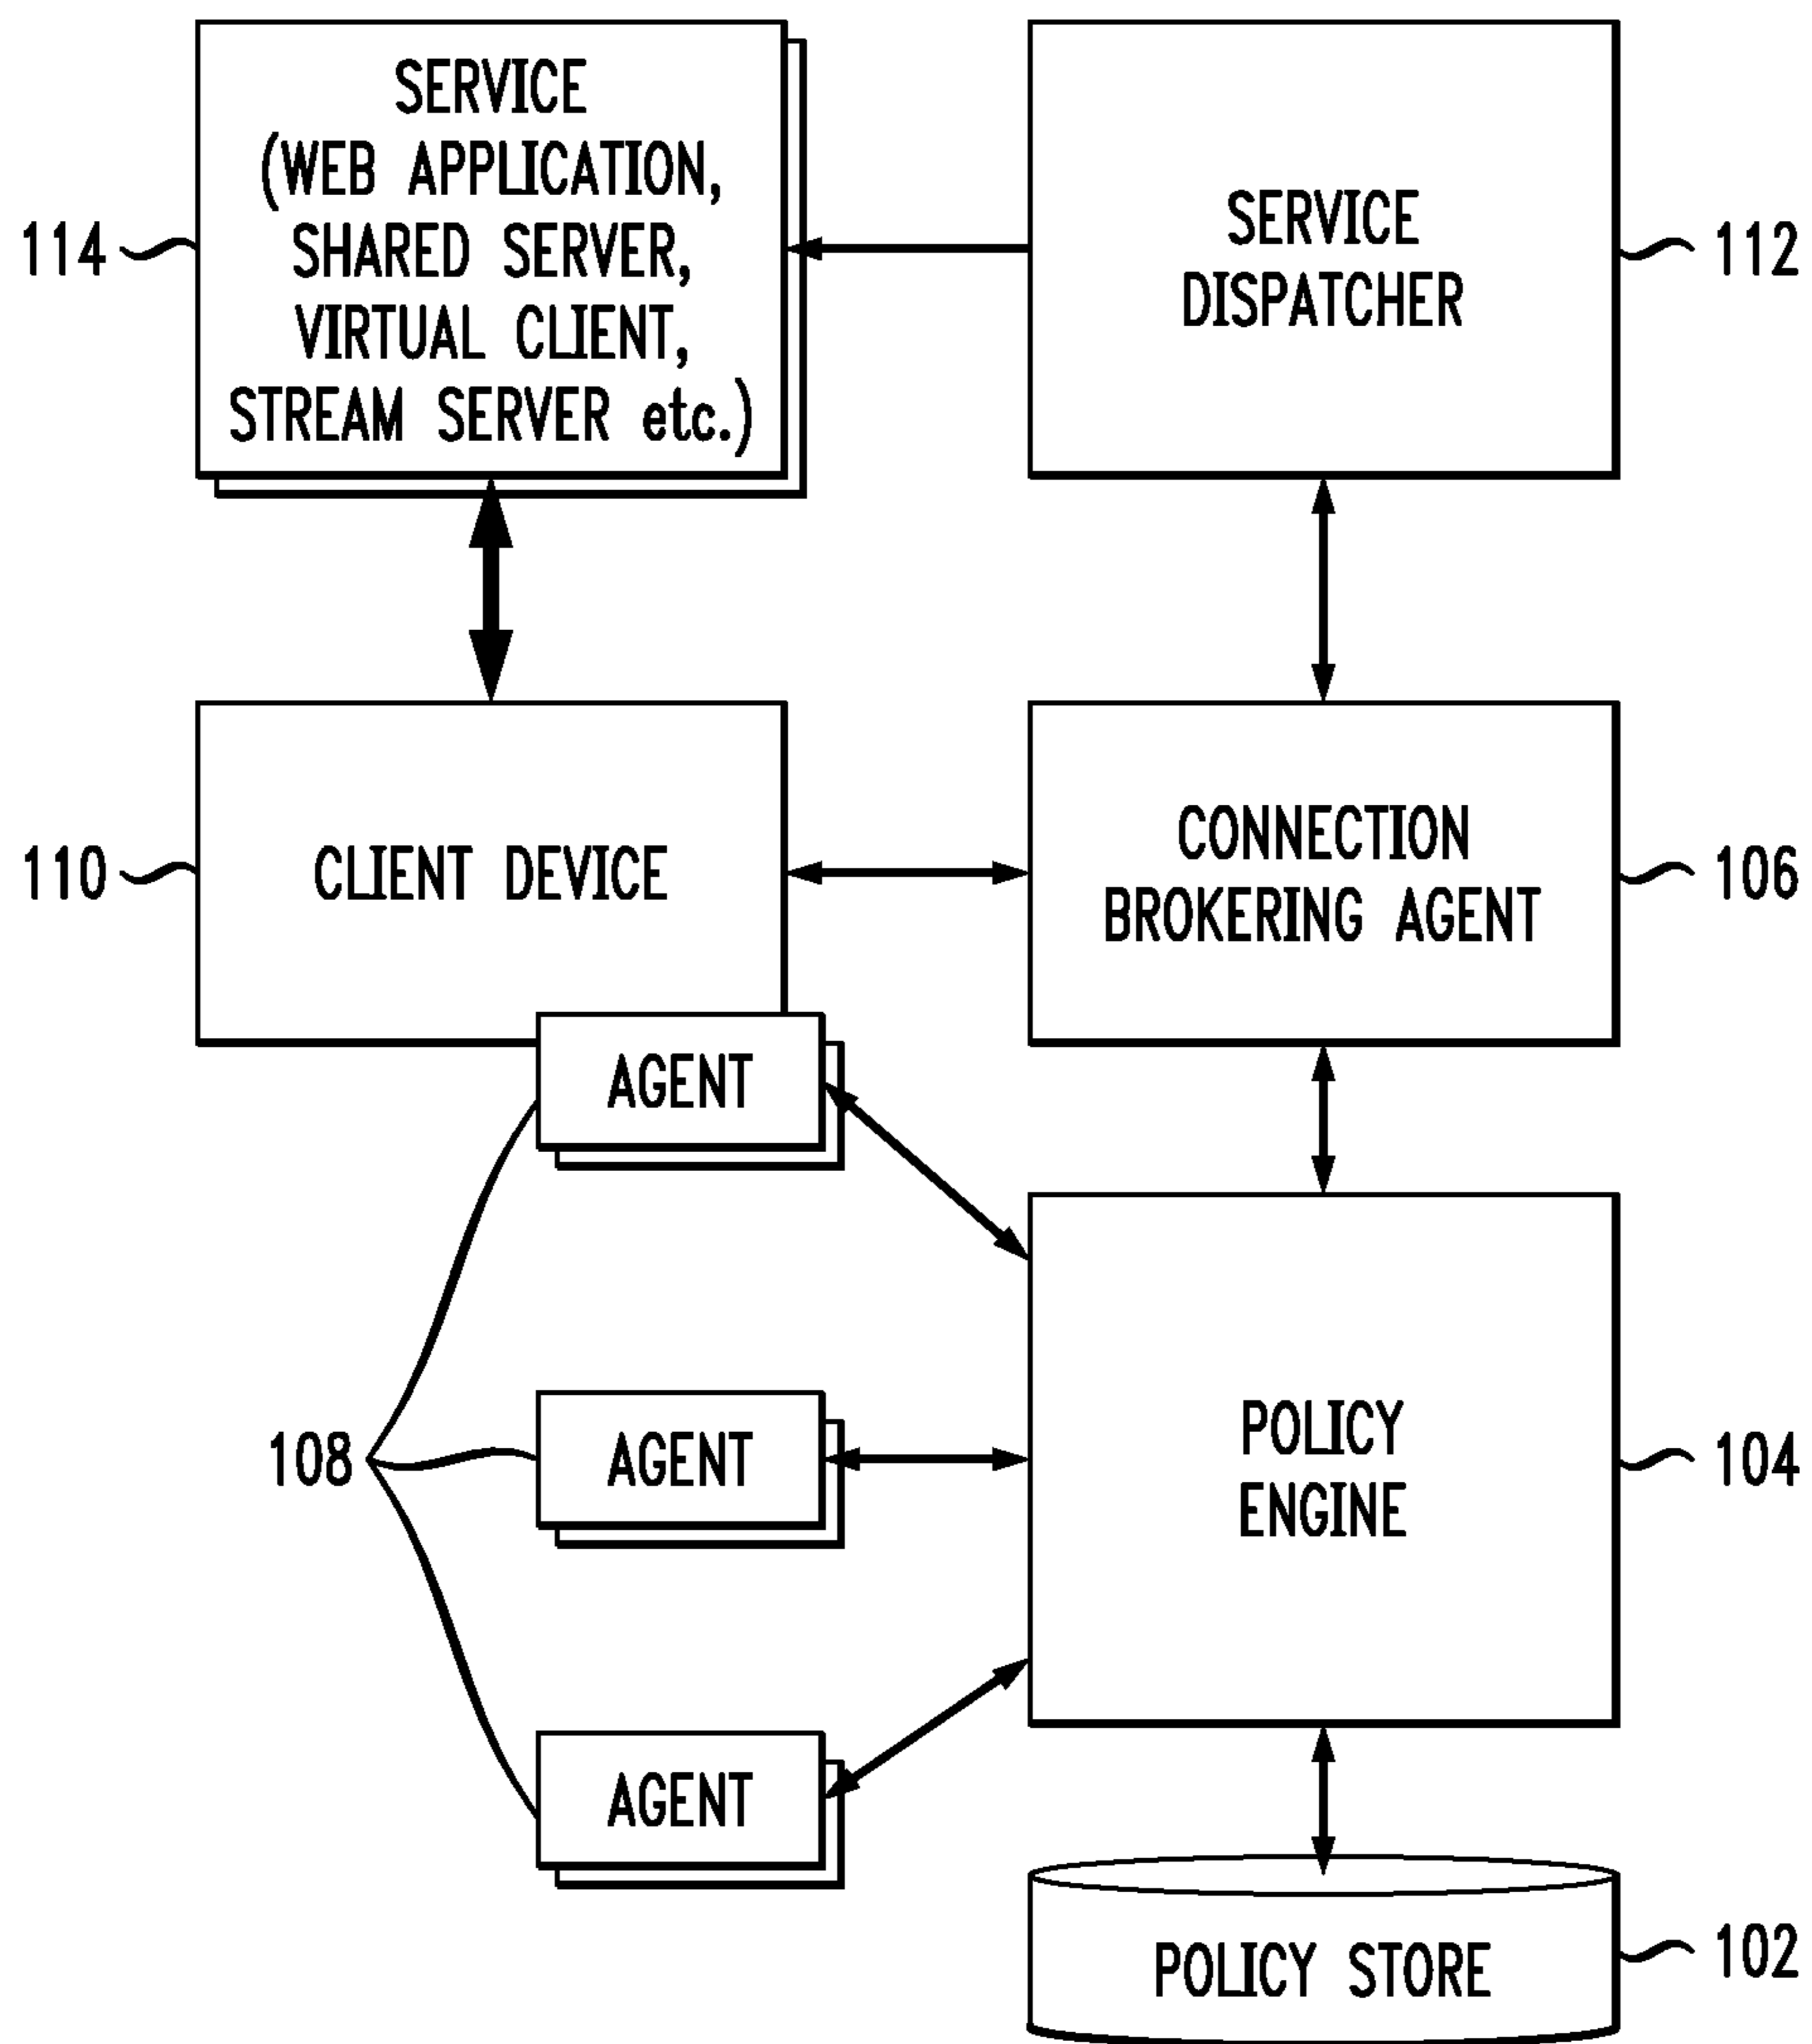 SERVICE
(WEB APPLICATION,
SHARED SERVER,
VIRTUAL CLIENT,
STREAM SERVER etc.)
114
SERVICE
DISPATCHER
112
110
CLIENT DEVICE
CONNECTION
BROKERING AGENT
106
AGENT
108
AGENT
POLICY
ENGINE
104
AGENT
POLICY STORE
102